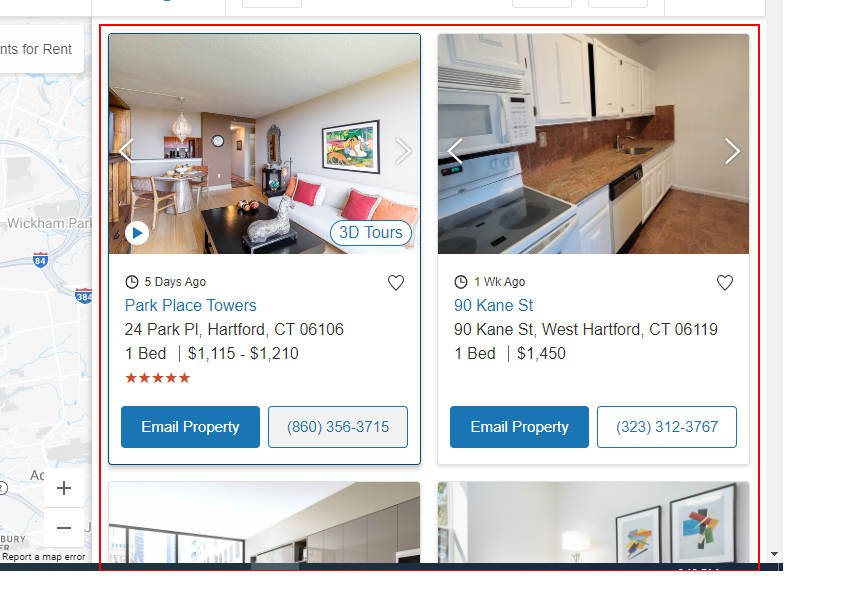 nts for Rent
Wickham Park
84
384
3D Tours
5 Days Ago
Park Place Towers
24 Park Pl, Hartford, CT 06106
1 Bed | $1,115 - $1,210
Email Property
(860) 356-3715
1 Wk Ago
90 Kane St
90 Kane St, West Hartford, CT 06119
1 Bed | $1,450
Email Property
(323) 312-3767
BURY
Report a map error